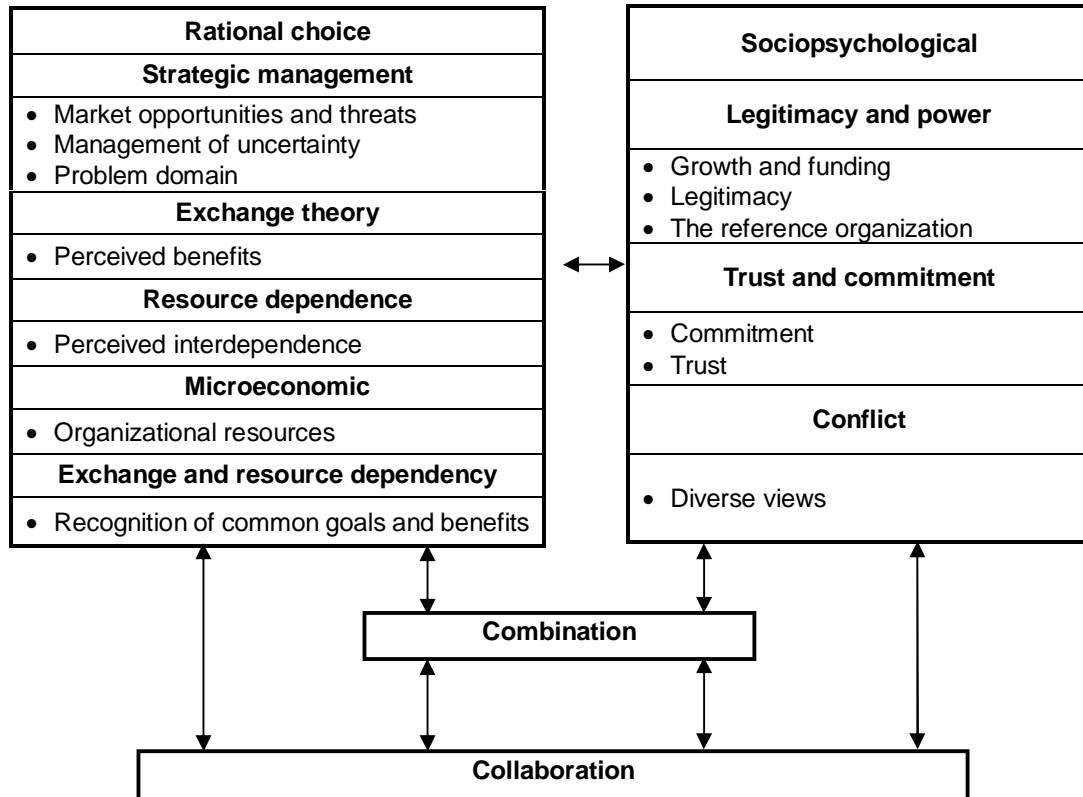 Rational choice
Strategic management
• Market opportunities and threats
• Management of uncertainty
• Problem domain
Exchange theory
• Perceived benefits
Resource dependence
• Perceived interdependence
Microeconomic
• Organizational resources
Exchange and resource dependency
• Recognition of common goals and benefits
Sociopsychological
Legitimacy and power
• Growth and funding
• Legitimacy
• The reference organization
Trust and commitment
• Commitment
• Trust
Conflict
• Diverse views
Combination
Collaboration